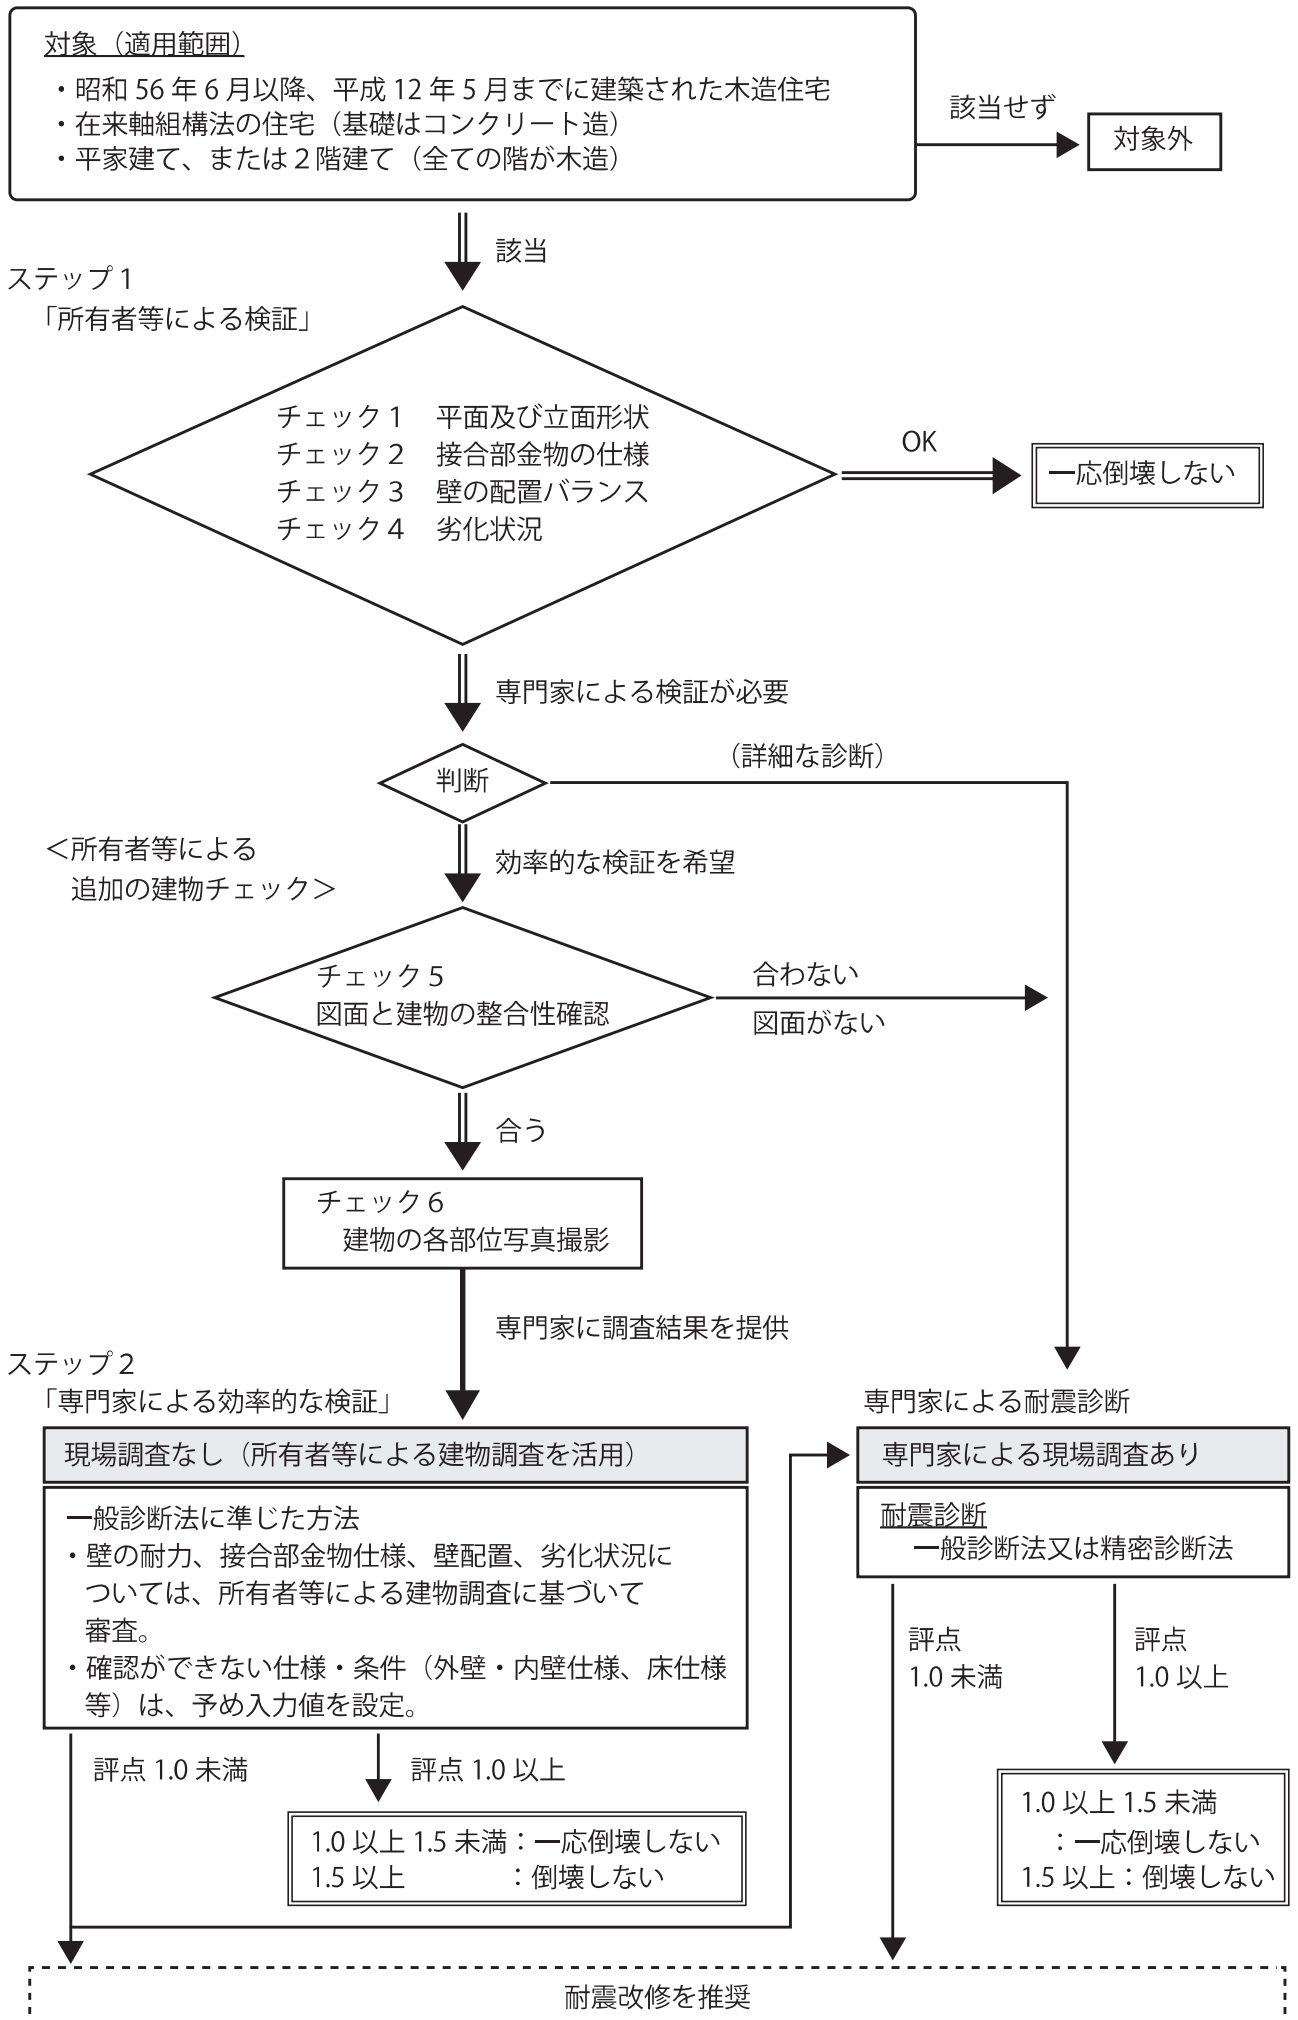 対象（適用範囲）
・昭和 56 年 6 月以降、平成 12 年 5 月までに建築された木造住宅
・在来軸組構法の住宅（基礎はコンクリート造）
・平家建て、または２階建て（全ての階が木造）
該当せず
対象外
該当
ステップ 1
「所有者等による検証」
チェック 1　平面及び立面形状
チェック 2　接合部金物の仕様
チェック 3　壁の配置バランス
チェック 4　劣化状況
OK
一応倒壊しない
専門家による検証が必要
判断
（詳細な診断）
＜所有者等による
追加の建物チェック＞
効率的な検証を希望
チェック 5
図面と建物の整合性確認
合わない
図面がない
合う
チェック 6
建物の各部位写真撮影
専門家に調査結果を提供
ステップ 2
「専門家による効率的な検証」
現場調査なし（所有者等による建物調査を活用）
一般診断法に準じた方法
・壁の耐力、接合部金物仕様、壁配置、劣化状況に
ついては、所有者等による建物調査に基づいて
審査。
・確認ができない仕様・条件（外壁・内壁仕様、床仕様
等）は、予め入力値を設定。
専門家による耐震診断
専門家による現場調査あり
耐震診断
一般診断法又は精密診断法
評点 1.0 未満
評点 1.0 以上
1.0 以上 1.5 未満：一応倒壊しない
1.5 以上　　　　：倒壊しない
評点
1.0 未満
評点
1.0 以上
1.0 以上 1.5 未満
：一応倒壊しない
1.5 以上：倒壊しない
耐震改修を推奨